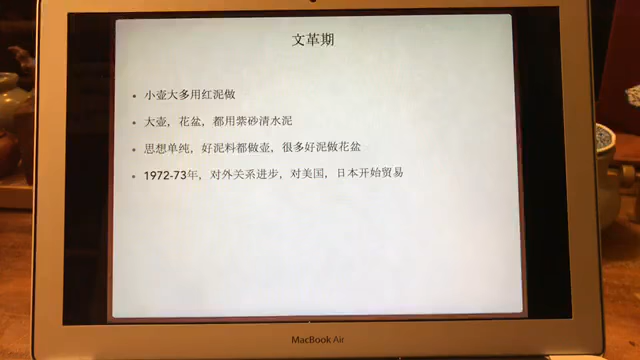 文革期
小壶大多用红泥做
大壶，花盆，都用紫砂清水泥
思想单纯，好泥料都做壶，很多好泥做花盆
1972-73年，对外关系进步，对美国，日本开始贸易
MacBook Air